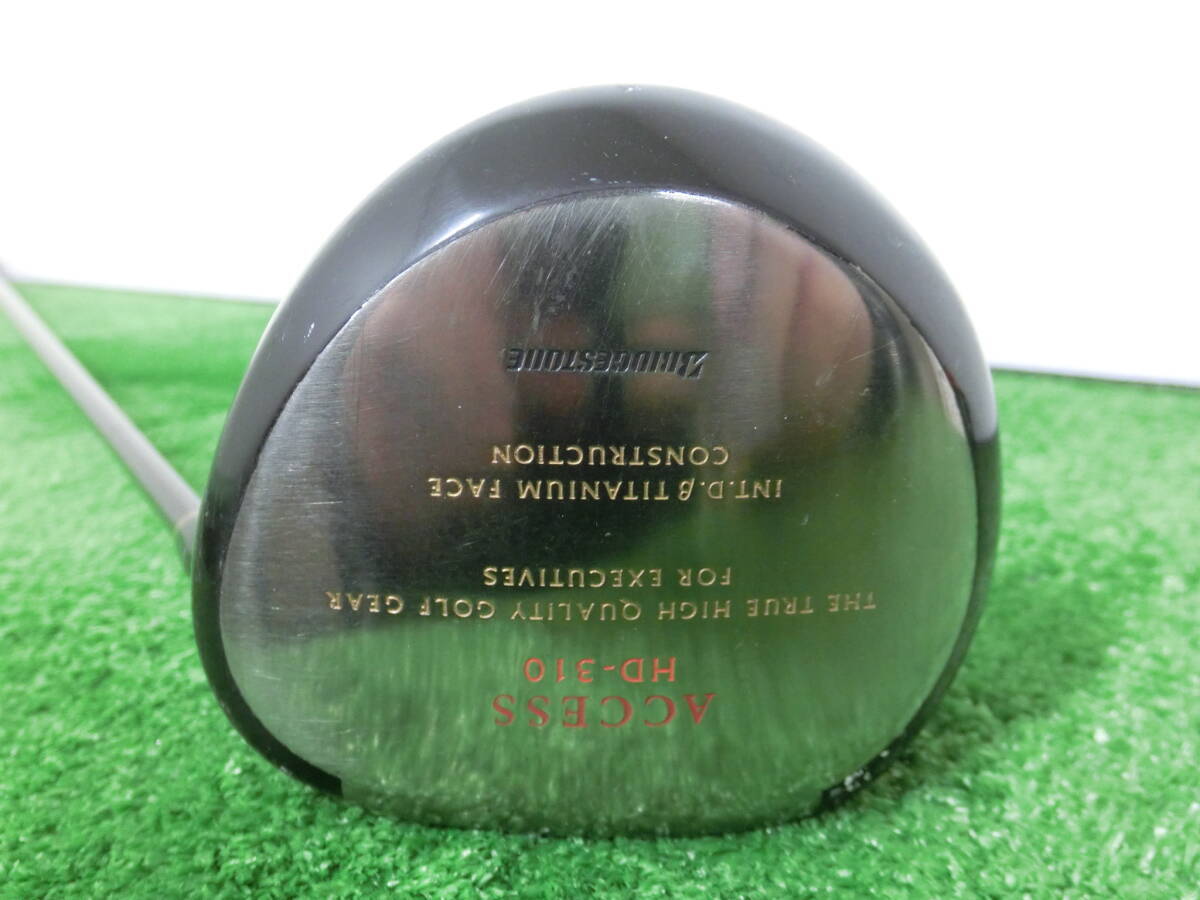 ACCESS
HD-310
THE TRUE HIGH QUALITY GOLF GEAR
FOR EXECUTIVES
INT.D.β TITANIUM FACE
CONSTRUCTION
BRIDGESTONE